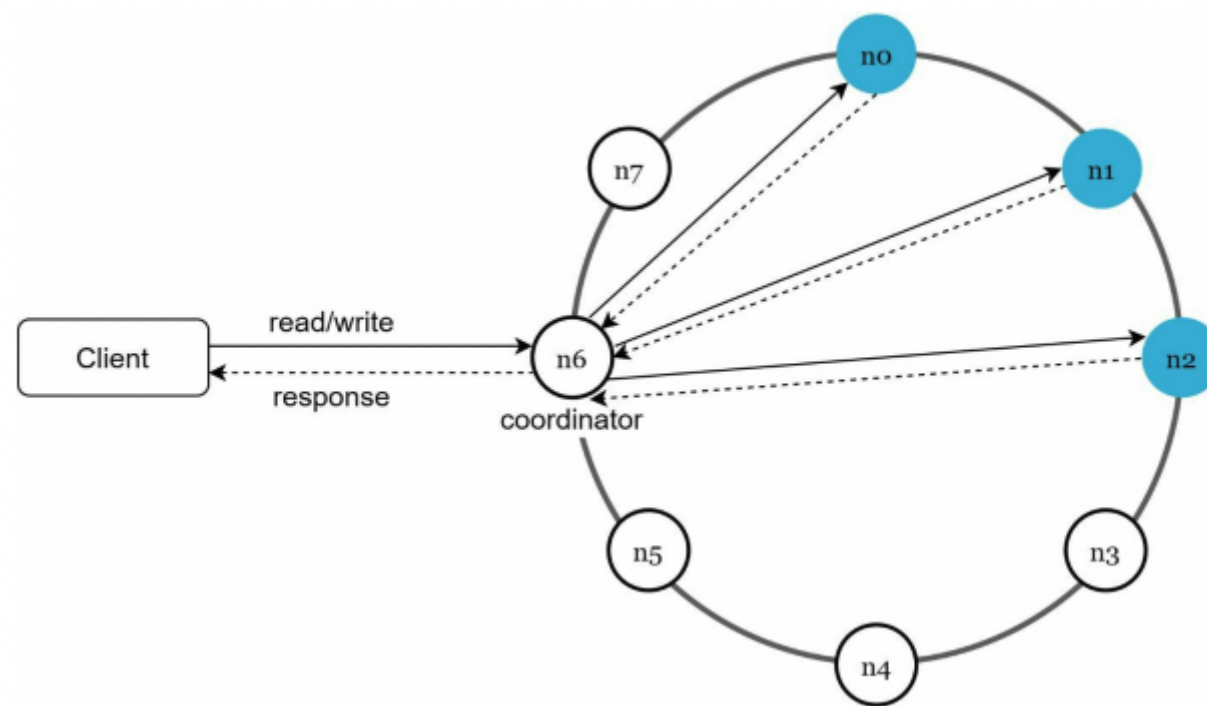 n0
n7
n1
read/write
Client
n6
n2
response
coordinator
n5
n3
n4